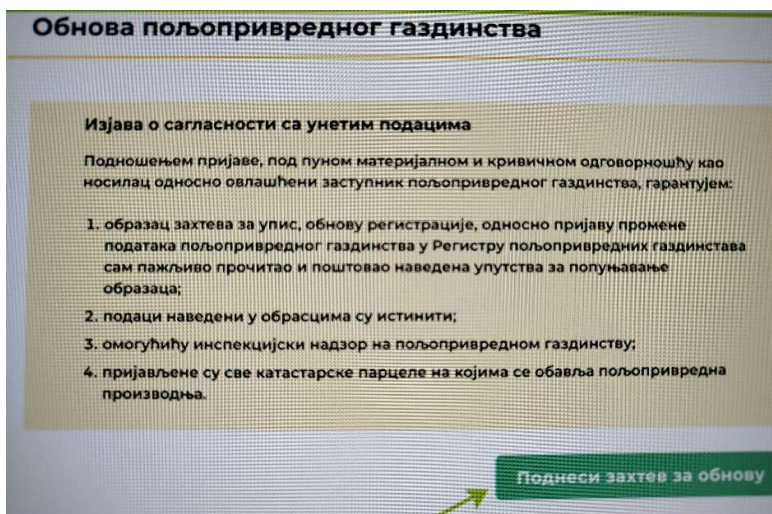 Обнова пољопривредног газдинства
Изјава о сагласности са унетим подацима
Подношењем пријаве, под пуном материјалном и кривичном одговорношћу као
носилац односно овлашћени заступник пољопривредног газдинства, гарантујем:
1. образац захтева за упис, обнову регистрације, односно пријаву промене
података пољопривредног газдинства у Регистру пољопривредних газдинстава
сам пажљиво прочитао и поштовао наведена упутства за попуњавање
образаца;
2. подаци наведени у обрасцима су истинити;
3. омогућићу инспекцијски надзор на пољопривредном газдинству;
4. пријављене су све катастарске парцеле на којима се обавља пољопривредна
производња.
Поднеси захтев за обнову